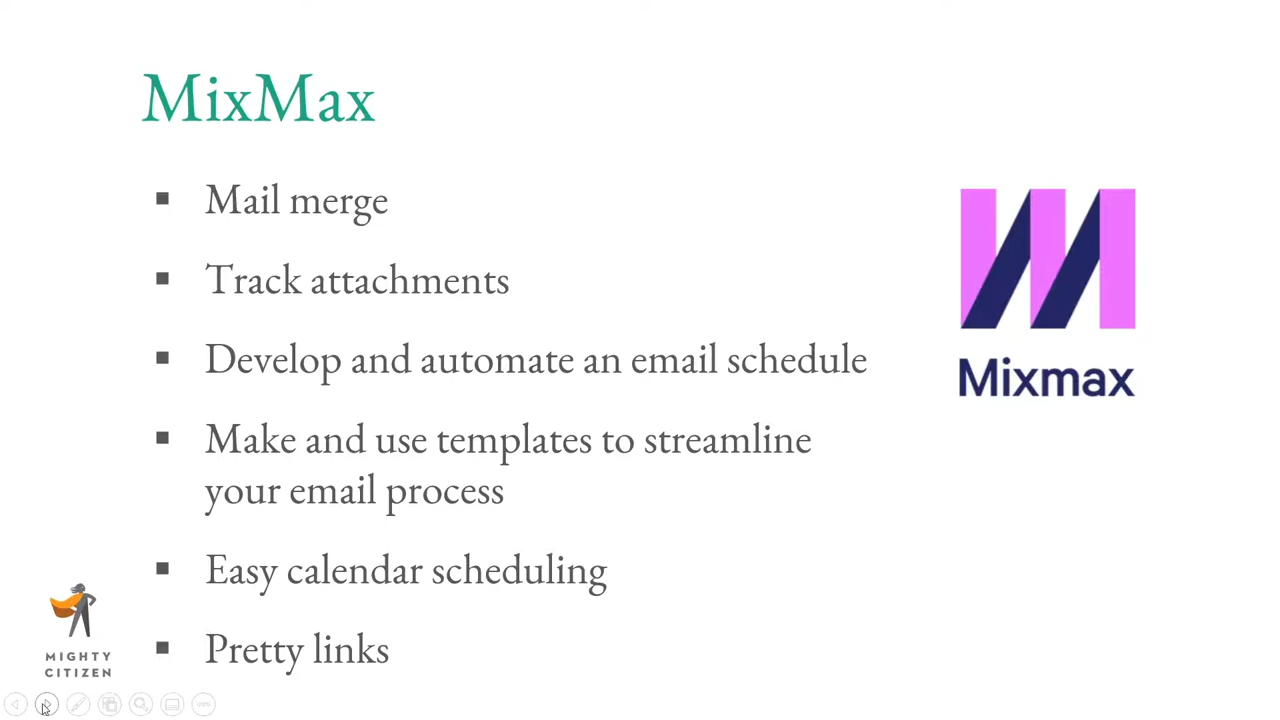 MixMax
▪ Mail merge
▪ Track attachments
▪ Develop and automate an email schedule
▪ Make and use templates to streamline
your email process
▪ Easy calendar scheduling
▪ Pretty links
Mixmax
MIGHTY
CITIZEN